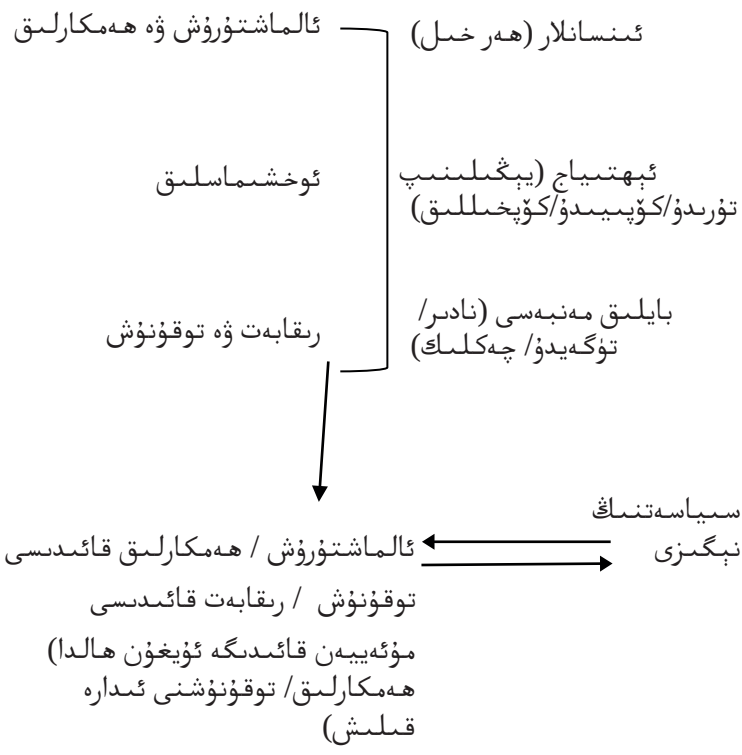 ئىنسانلار (ھەر خىل)
ئالماشتۇرۇش ۋە ھەمكارلىق
ئېھتىياج (يېڭىلىنىپ
تۇرىدۇ/كۆپىيىدۇ/كۆپخىللىق)
ئوخشىماسلىق
بايلىق مەنبەسى (نادىر/
تۈگەيدۇ/ چەكلىك)
رىقابەت ۋە توقۇنۇش
سىياسەتنىڭ
نېگىزى
ئالماشتۇرۇش / ھەمكارلىق قائىدىسى
توقۇنۇش / رىقابەت قائىدىسى
مۇئەييەن قائىدىگە ئۇيغۇن ھالدا)
ھەمكارلىق/ توقۇنۇشنى ئىدارە
قىلىش)